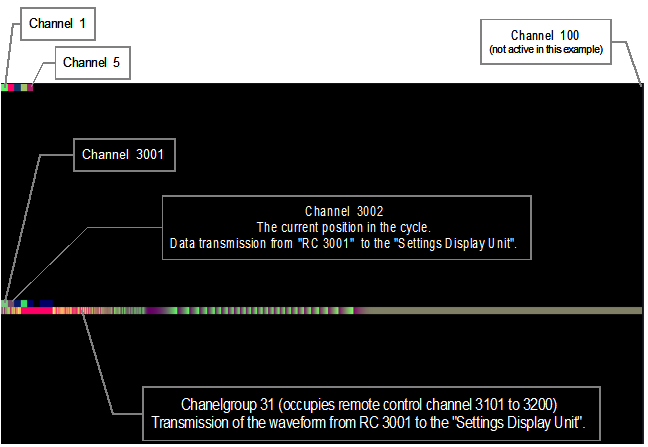 Channel 1
Channel 100
(not active in this example)
Channel 5
Channel 3001
Channel 3002
The current position in the cycle.
Data transmission from "RC 3001" to the "Settings Display Unit".
Chanelgroup 31 (occupies remote control channel 3101 to 3200)
Transmission of the waveform from RC 3001 to the "Settings Display Unit".